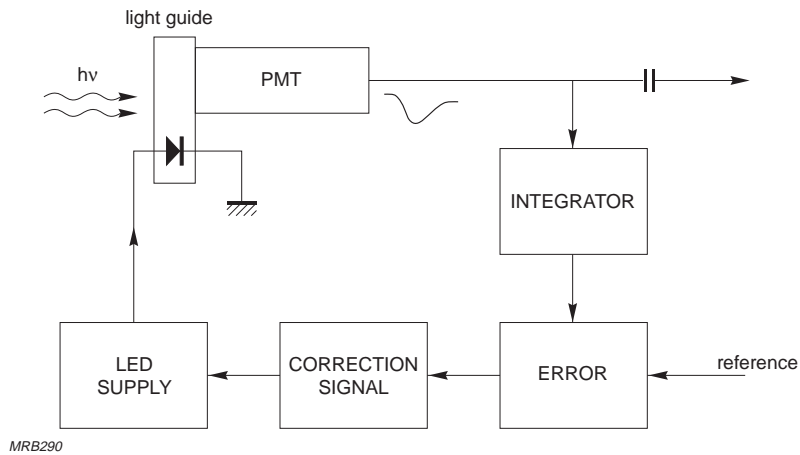 light guide
hν
PMT
INTEGRATOR
LED
SUPPLY
CORRECTION
SIGNAL
ERROR
reference
MRB290